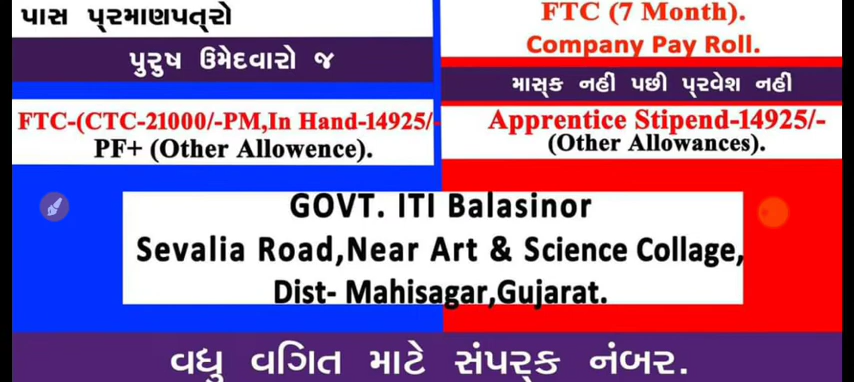 પાસ પ્રમાણપત્રો
પુરુષ ઉમેદવારો જ
FTC-(CTC-21000/-PM,In Hand-14925/-
PF+ (Other Allowence).
FTC (7 Month).
Company Pay Roll.
માસ્ક નહી પછી પ્રવેશ નહી
Apprentice Stipend-14925/-
(Other Allowances).
GOVT. ITI Balasinor
Sevalia Road,Near Art & Science Collage,
Dist- Mahisagar,Gujarat.
વધુ વગિત માટે સંપર્ક નંબર.